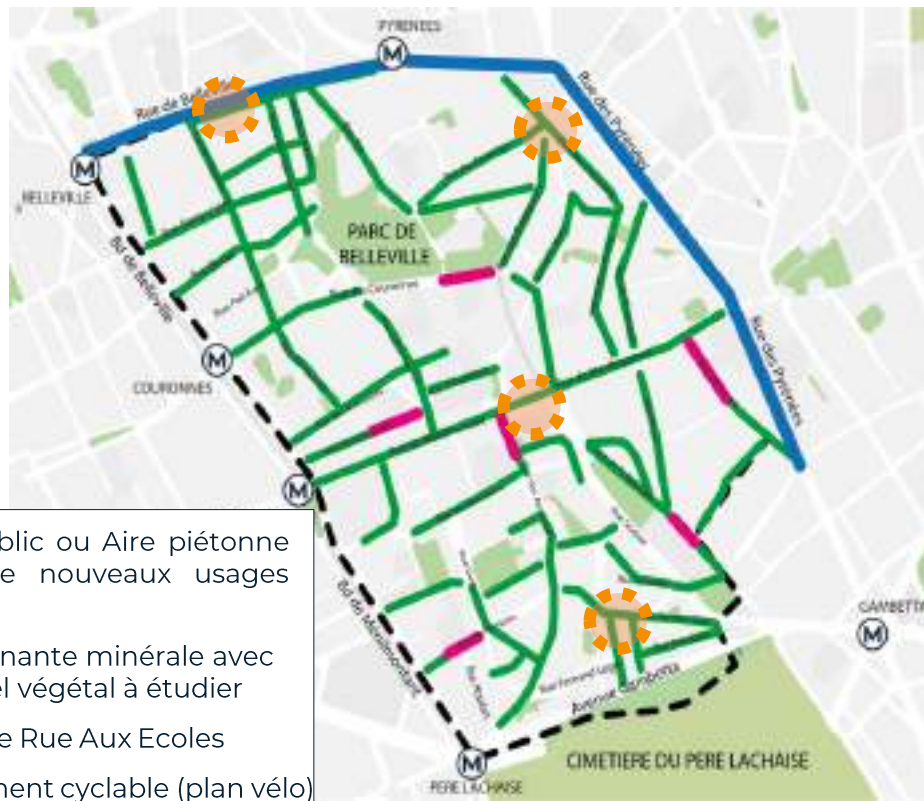 PYRENEES
M
Rue de Belleville
Rue des Pyrénées
M
BELLEVILLE
PARC DE
BELLEVILLE
Bd de Belleville
Couronnes
Rue des Pyrénées
M
COURONNES
M
blic ou Aire piétonne
e nouveaux usages
nante minérale avec
el végétal à étudier
e Rue Aux Ecoles
ment cyclable (plan vélo)
Bd de Ménilmontant
GAMBETTA
M
Avenue Gambetta
M
PERE LACHAISE
CIMETIERE DU PERE LACHAISE